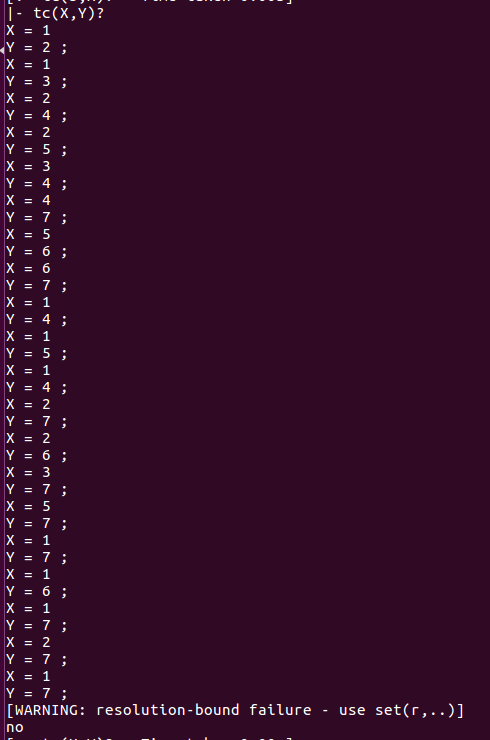 |- tc(X,Y)?
X = 1
Y = 2 ;
X = 1
Y = 3 ;
X = 2
Y = 4 ;
X = 2
Y = 5 ;
X = 3
Y = 4 ;
X = 4
Y = 7 ;
X = 5
Y = 6 ;
X = 6
Y = 7 ;
X = 1
Y = 4 ;
X = 1
Y = 5 ;
X = 1
Y = 4 ;
X = 2
Y = 7 ;
X = 2
Y = 6 ;
X = 3
Y = 7 ;
X = 5
Y = 7 ;
X = 1
Y = 7 ;
X = 1
Y = 6 ;
X = 1
Y = 7 ;
X = 2
Y = 7 ;
X = 1
Y = 7 ;
[WARNING: resolution-bound failure - use set(r,..)]
no